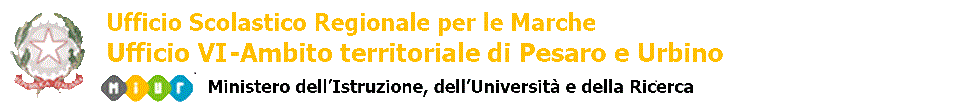 Ufficio Scolastico Regionale per le Marche
Ufficio VI-Ambito territoriale di Pesaro e Urbino
MIUR Ministero dell'Istruzione, dell'Università e della Ricerca